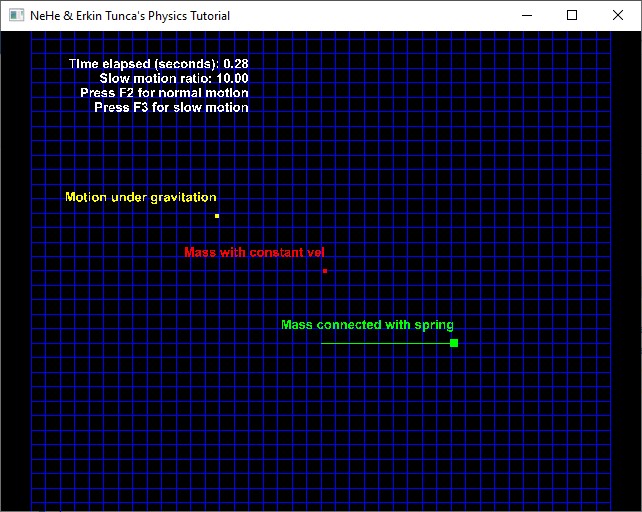 NeHe & Erkin Tunca's Physics Tutorial
Time elapsed (seconds): 0.28
Slow motion ratio: 10.00
Press F2 for normal motion
Press F3 for slow motion
Motion under gravitation
Mass with constant vel
Mass connected with spring